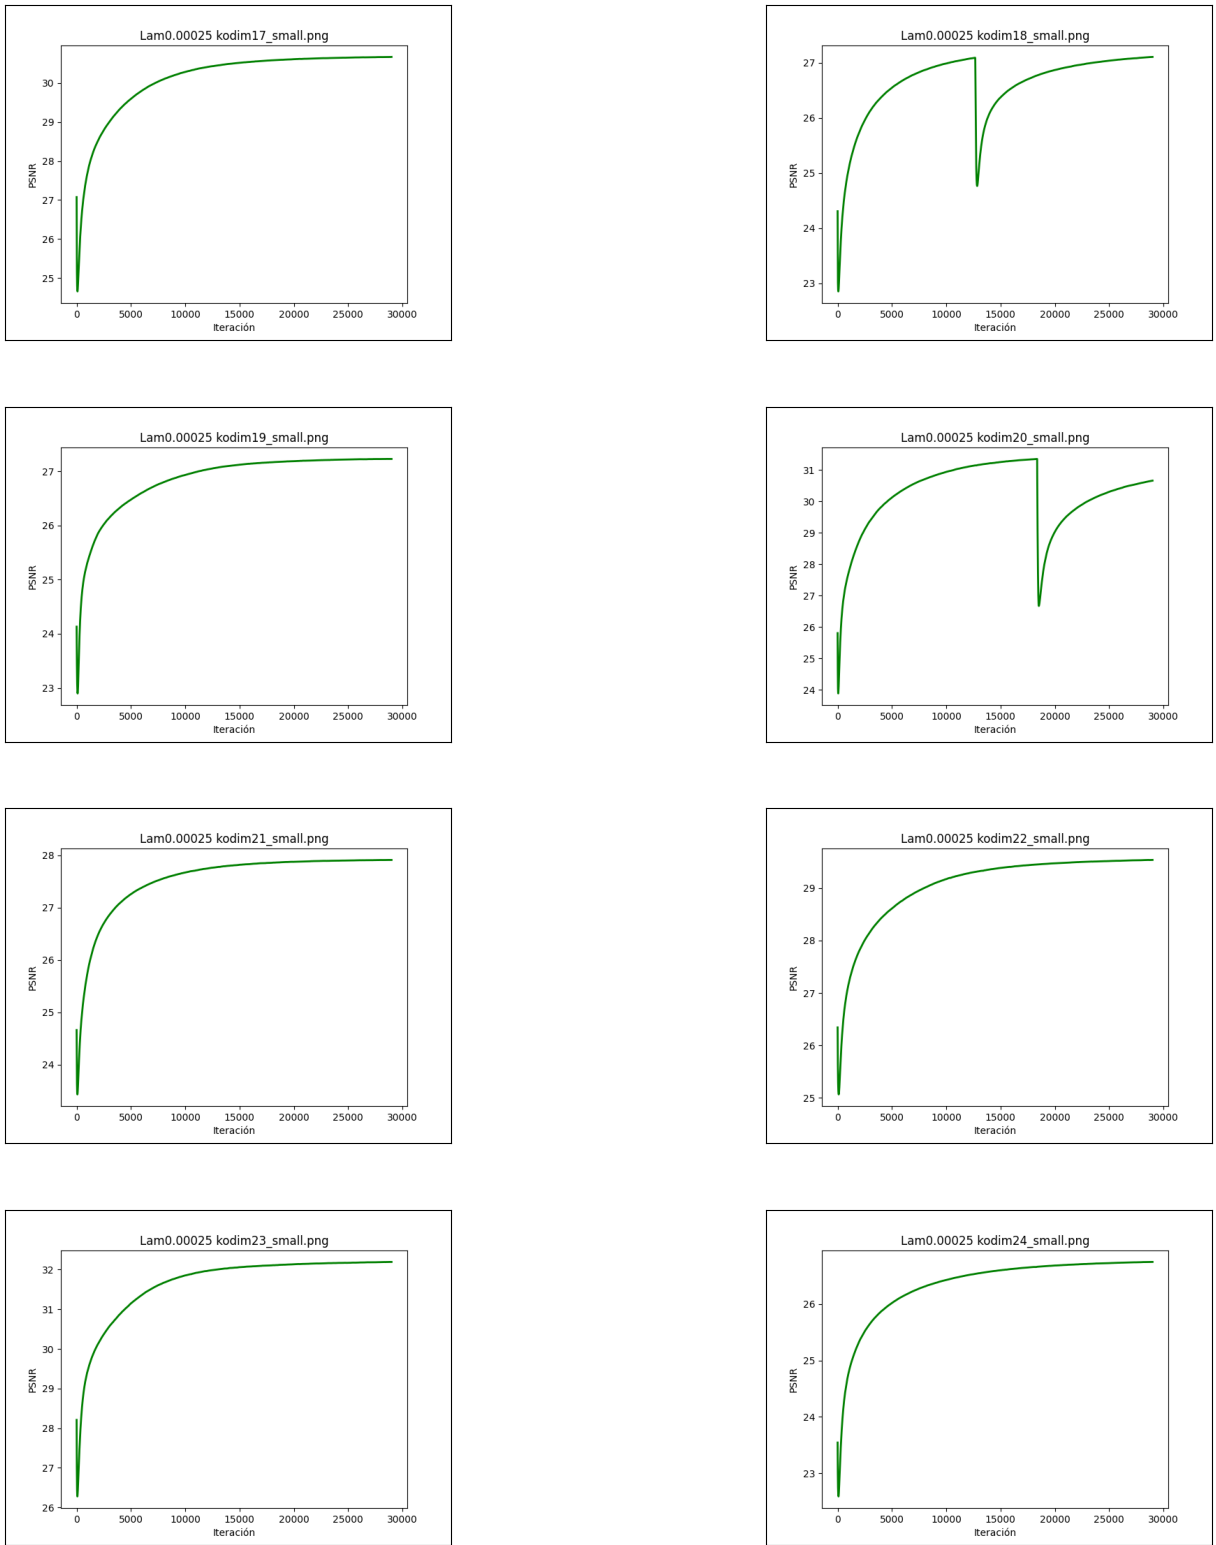 Lam0.00025 kodim17_small.png
PSNR
30
29
28
27
26
25
0 5000 10000 15000 20000 25000 30000
Iteración
Lam0.00025 kodim18_small.png
PSNR
27
26
25
24
23
0 5000 10000 15000 20000 25000 30000
Iteración
Lam0.00025 kodim19_small.png
PSNR
27
26
25
24
23
0 5000 10000 15000 20000 25000 30000
Iteración
Lam0.00025 kodim20_small.png
PSNR
31
30
29
28
27
26
25
24
0 5000 10000 15000 20000 25000 30000
Iteración
Lam0.00025 kodim21_small.png
PSNR
28
27
26
25
24
0 5000 10000 15000 20000 25000 30000
Iteración
Lam0.00025 kodim22_small.png
PSNR
29
28
27
26
25
0 5000 10000 15000 20000 25000 30000
Iteración
Lam0.00025 kodim23_small.png
PSNR
32
31
30
29
28
27
26
0 5000 10000 15000 20000 25000 30000
Iteración
Lam0.00025 kodim24_small.png
PSNR
26
25
24
23
0 5000 10000 15000 20000 25000 30000
Iteración